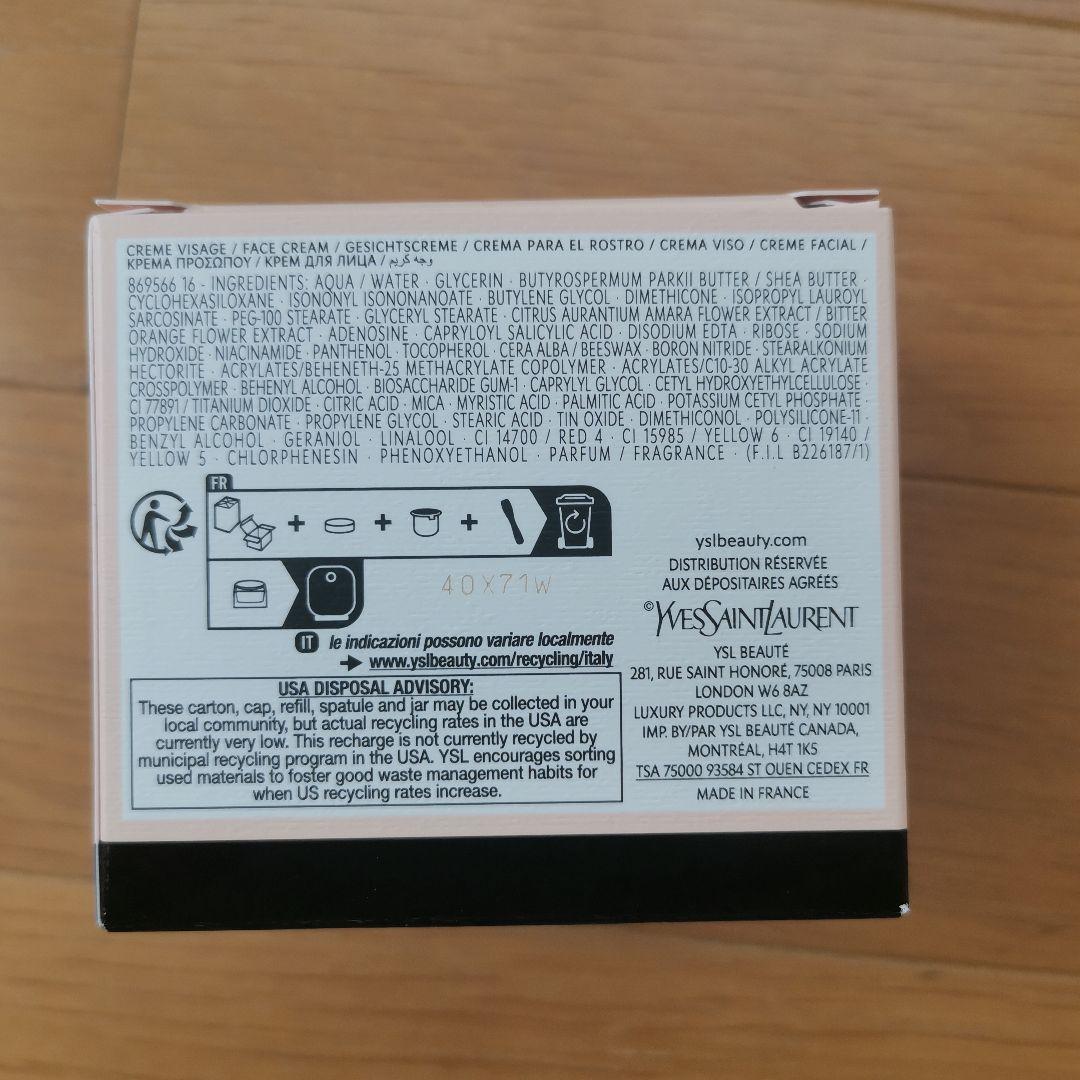 CREME VISAGE / FACE CREAM / GESICHTSCREME / CREMA PARA EL ROSTRO / CREMA VISO / CREME FACIAL /
ΚΡΕΜΑ ΠΡΟΣΩΠΟΥ / КРЕМ ДЛЯ ЛИЦА / وجه كريم
869566 16 - INGREDIENTS: AQUA / WATER · GLYCERIN · BUTYROSPERMUM PARKII BUTTER / SHEA BUTTER ·
CYCLOHEXASILOXANE · ISONONYL ISONONANOATE · BUTYLENE GLYCOL · DIMETHICONE · ISOPROPYL LAUROYL
SARCOSINATE · PEG-100 STEARATE · GLYCERYL STEARATE · CITRUS AURANTIUM AMARA FLOWER EXTRACT / BITTER
ORANGE FLOWER EXTRACT · ADENOSINE · CAPRYLOYL SALICYLIC ACID · DISODIUM EDTA · RIBOSE · SODIUM
HYDROXIDE · NIACINAMIDE · PANTHENOL · TOCOPHEROL · CERA ALBA / BEESWAX · BORON NITRIDE · STEARALKONIUM
HECTORITE · ACRYLATES/BEHENETH-25 METHACRYLATE COPOLYMER · ACRYLATES/C10-30 ALKYL ACRYLATE
CROSSPOLYMER · BEHENYL ALCOHOL · BIOSACCHARIDE GUM-1 · CAPRYLYL GLYCOL · CETYL HYDROXYETHYLCELLULOSE ·
CI 77891 / TITANIUM DIOXIDE · CITRIC ACID · MICA · MYRISTIC ACID · PALMITIC ACID · POTASSIUM CETYL PHOSPHATE ·
PROPYLENE CARBONATE · PROPYLENE GLYCOL · STEARIC ACID · TIN OXIDE · DIMETHICONOL · POLYSILICONE-11 ·
BENZYL ALCOHOL · GERANIOL · LINALOOL · CI 14700 / RED 4 · CI 15985 / YELLOW 6 · CI 19140 /
YELLOW 5 · CHLORPHENESIN · PHENOXYETHANOL · PARFUM / FRAGRANCE · (F.I.L B226187/1)
FR
+ + +
40X71W
IT le indicazioni possono variare localmente
www.yslbeauty.com/recycling/italy
USA DISPOSAL ADVISORY:
These carton, cap, refill, spatule and jar may be collected in your
local community, but actual recycling rates in the USA are
currently very low. This recharge is not currently recycled by
municipal recycling program in the USA. YSL encourages sorting
used materials to foster good waste management habits for
when US recycling rates increase.
yslbeauty.com
DISTRIBUTION RÉSERVÉE
AUX DÉPOSITAIRES AGRÉÉS
©YVESSAINTLAURENT
YSL BEAUTÉ
281, RUE SAINT HONORÉ, 75008 PARIS
LONDON W6 8AZ
LUXURY PRODUCTS LLC, NY, NY 10001
IMP. BY/PAR YSL BEAUTÉ CANADA,
MONTRÉAL, H4T 1K5
TSA 75000 93584 ST OUEN CEDEX FR
MADE IN FRANCE